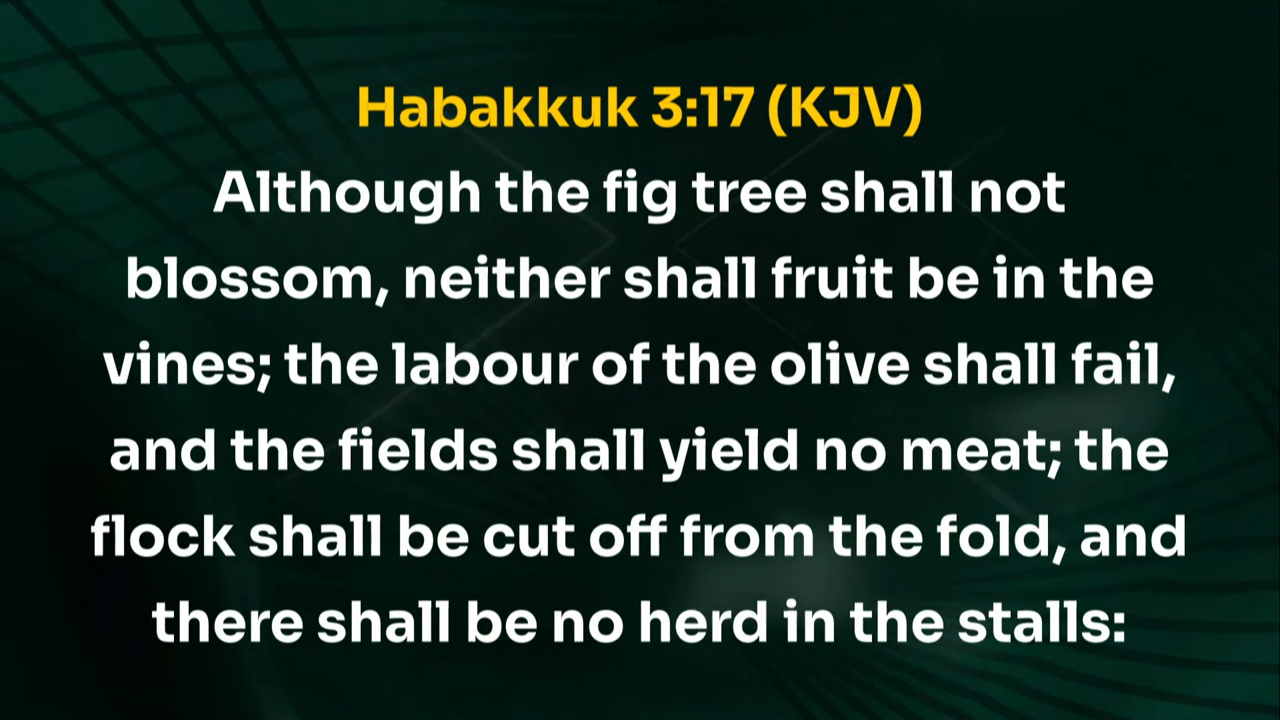 Habakkuk 3:17 (KJV)
Although the fig tree shall not
blossom, neither shall fruit be in the
vines; the labour of the olive shall fail,
and the fields shall yield no meat; the
flock shall be cut off from the fold, and
there shall be no herd in the stalls: